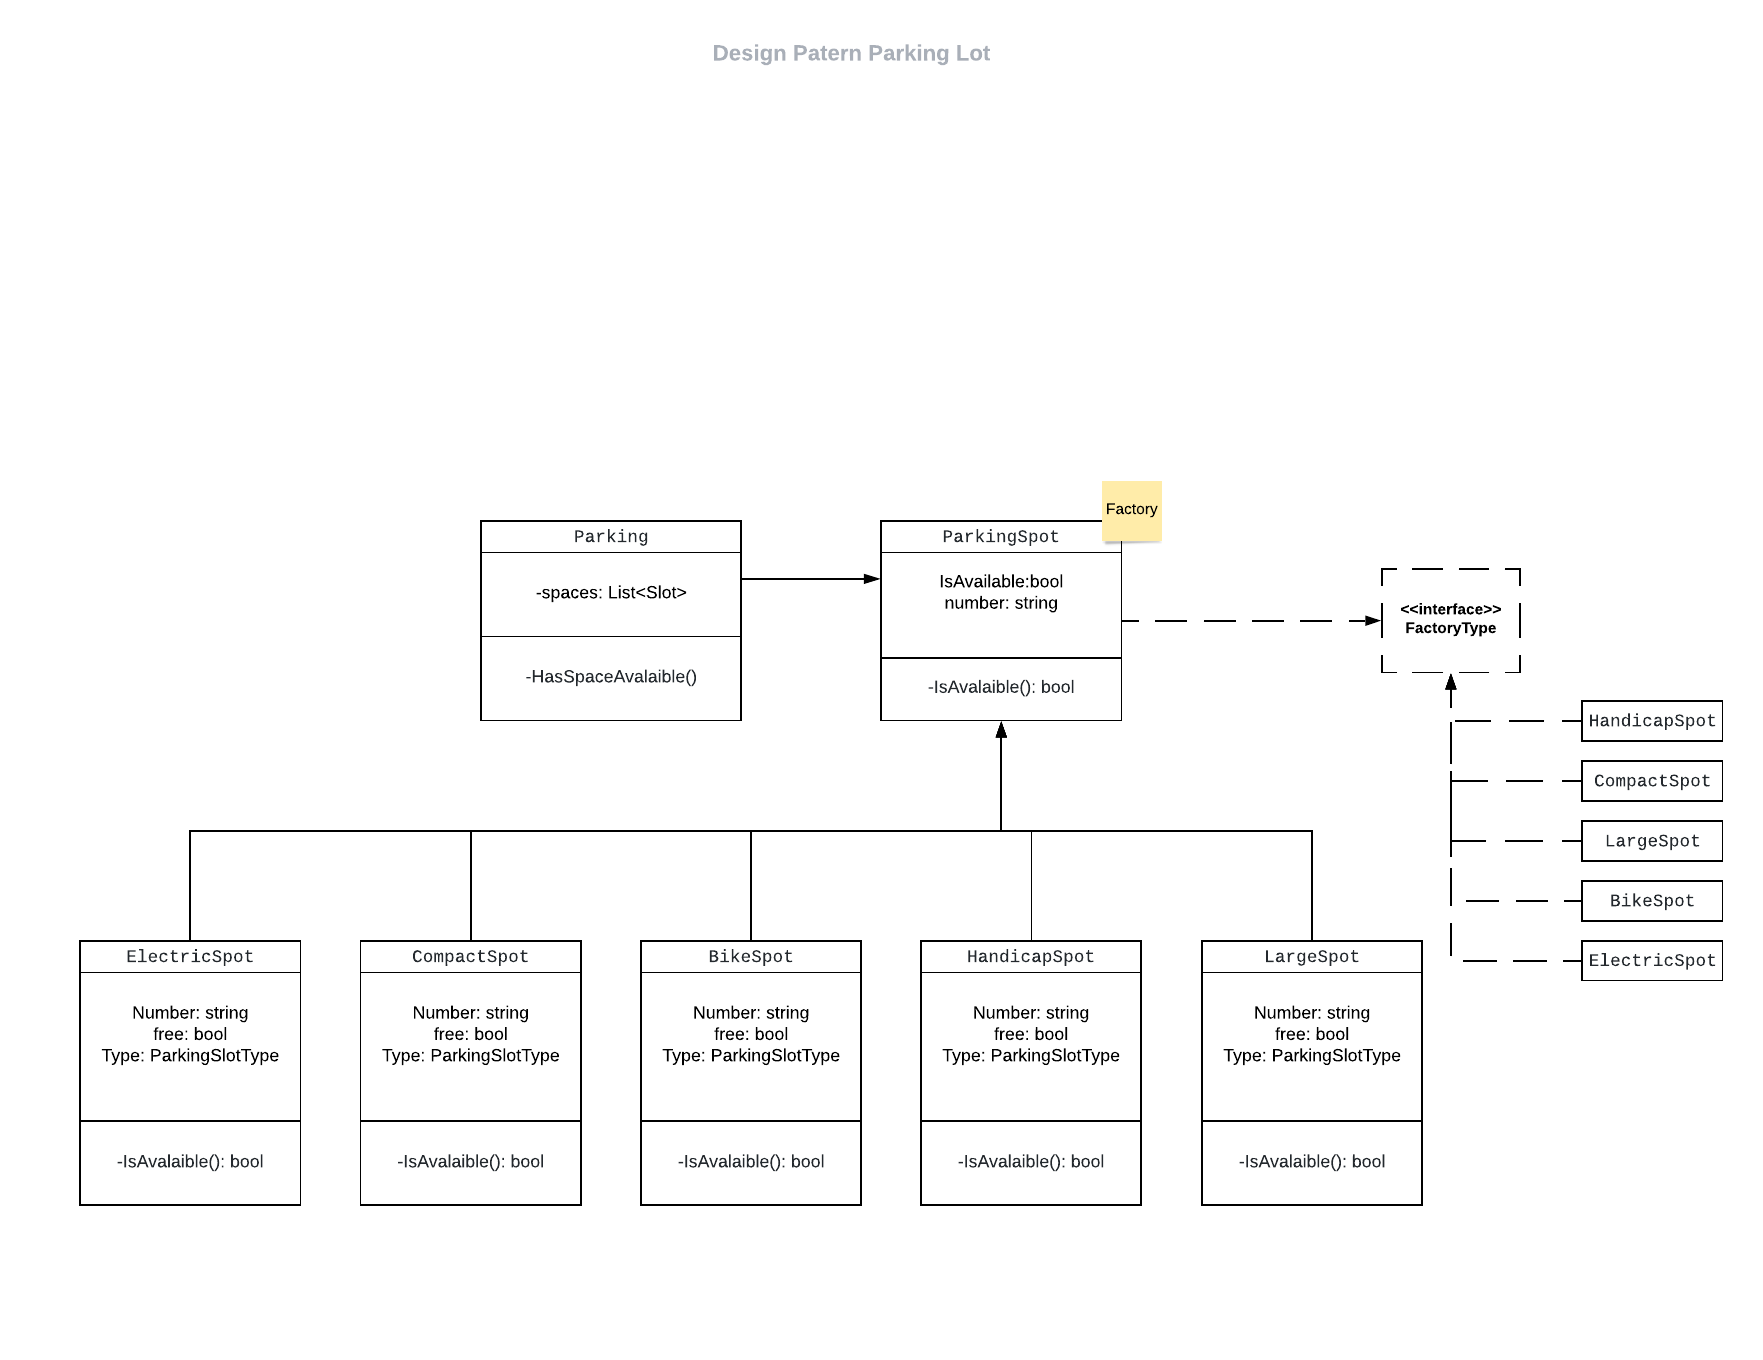 Design Patern Parking Lot
Factory
Parking
-spaces: List<Slot>
-HasSpaceAvalaible()
ParkingSpot
IsAvailable:bool
number: string
-IsAvalaible(): bool
<<interface>>
FactoryType
HandicapSpot
CompactSpot
LargeSpot
BikeSpot
ElectricSpot
ElectricSpot
Number: string
free: bool
Type: ParkingSlotType
-IsAvalaible(): bool
CompactSpot
Number: string
free: bool
Type: ParkingSlotType
-IsAvalaible(): bool
BikeSpot
Number: string
free: bool
Type: ParkingSlotType
-IsAvalaible(): bool
HandicapSpot
Number: string
free: bool
Type: ParkingSlotType
-IsAvalaible(): bool
LargeSpot
Number: string
free: bool
Type: ParkingSlotType
-IsAvalaible(): bool